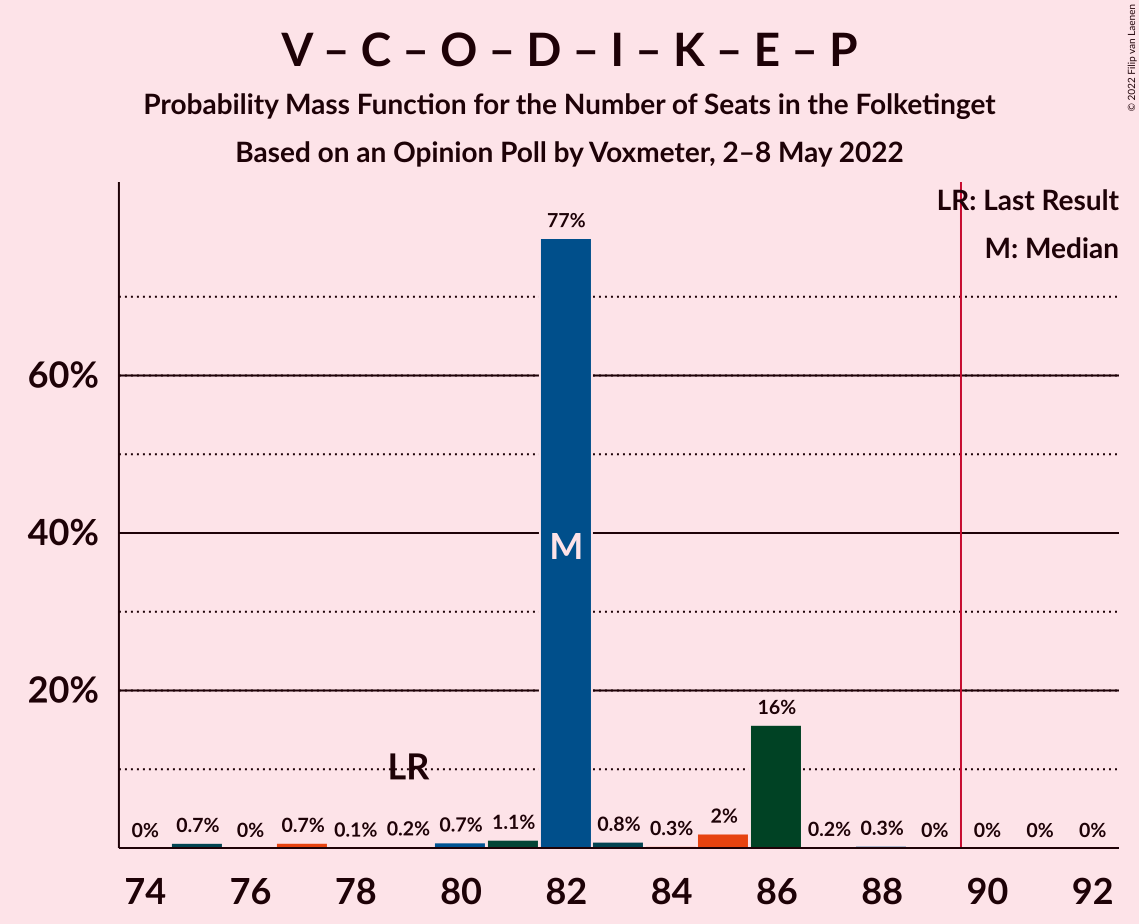 V – C – O – D – I – K – E – P
Probability Mass Function for the Number of Seats in the Folketinget
Based on an Opinion Poll by Voxmeter, 2–8 May 2022
© 2022 Filip van Laenen
LR: Last Result
M: Median
77%
60%
40%
M
20%
16%
LR
0% 0.7% 0% 0.7% 0.1% 0.2% 0.7% 1.1% 0.8% 0.3% 2% 0.2% 0.3% 0% 0% 0% 0%
74 76 78 80 82 84 86 88 90 92